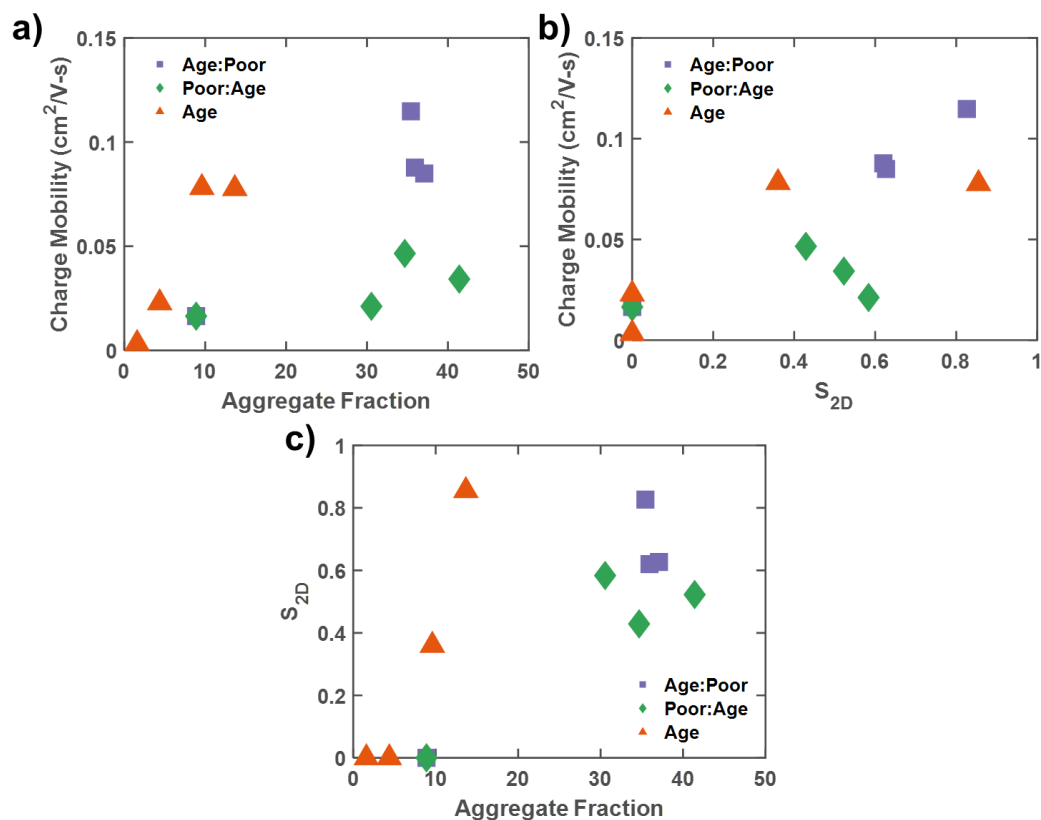 a)
0.15
0.1
0.05
0
Charge Mobility (cm²/V-s)
Age:Poor
Poor:Age
Age
0 10 20 30 40 50
Aggregate Fraction
b)
0.15
0.1
0.05
0
Charge Mobility (cm²/V-s)
Age:Poor
Poor:Age
Age
0 0.2 0.4 0.6 0.8 1
S₂D
c)
1
0.8
0.6
0.4
0.2
0
S₂D
Age:Poor
Poor:Age
Age
0 10 20 30 40 50
Aggregate Fraction